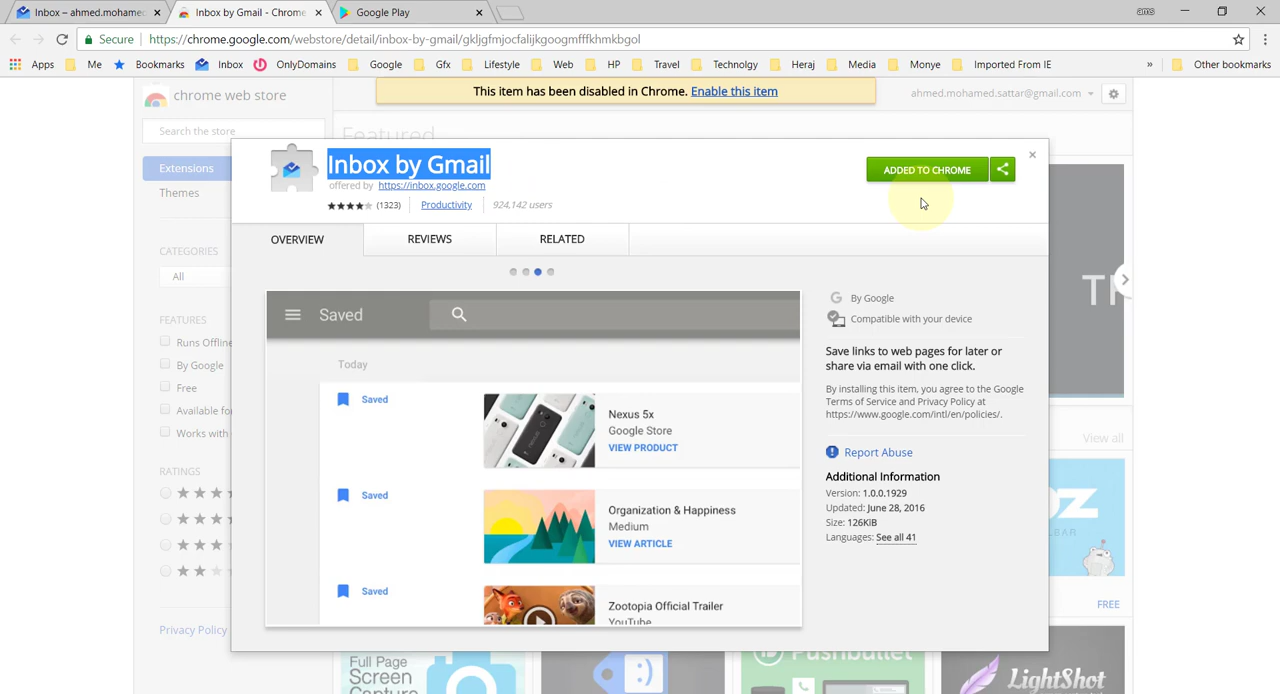 Inbox – ahmed.mohamed
Inbox by Gmail - Chrome
Google Play
ams
Secure
https://chrome.google.com/webstore/detail/inbox-by-gmail/gkljgfmjocfalijkgoogmfffkhmkbgol
Apps Me Bookmarks Inbox OnlyDomains Google Gfx Lifestyle Web HP Travel Technolgy Heraj Media Monye Imported From IE » Other bookmarks
chrome web store
This item has been disabled in Chrome. Enable this item
ahmed.mohamed.sattar@gmail.com
Search the store
Featured
Extensions
Themes
CATEGORIES
All
FEATURES
Runs Offline
By Google
Free
Available for
Works with
RATINGS
Privacy Policy
Inbox by Gmail
offered by https://inbox.google.com
(1323) Productivity 924,142 users
ADDED TO CHROME
OVERVIEW REVIEWS RELATED
Saved
Today
Saved
Nexus 5x
Google Store
VIEW PRODUCT
Saved
Organization & Happiness
Medium
VIEW ARTICLE
Saved
Zootopia Official Trailer
YouTube
By Google
Compatible with your device
Save links to web pages for later or
share via email with one click.
By installing this item, you agree to the Google
Terms of Service and Privacy Policy at
https://www.google.com/intl/en/policies/.
Report Abuse
Additional Information
Version: 1.0.0.1929
Updated: June 28, 2016
Size: 126KiB
Languages: See all 41
View all
FREE
Full Page
Screen
Capture
Pushbullet
LightShot